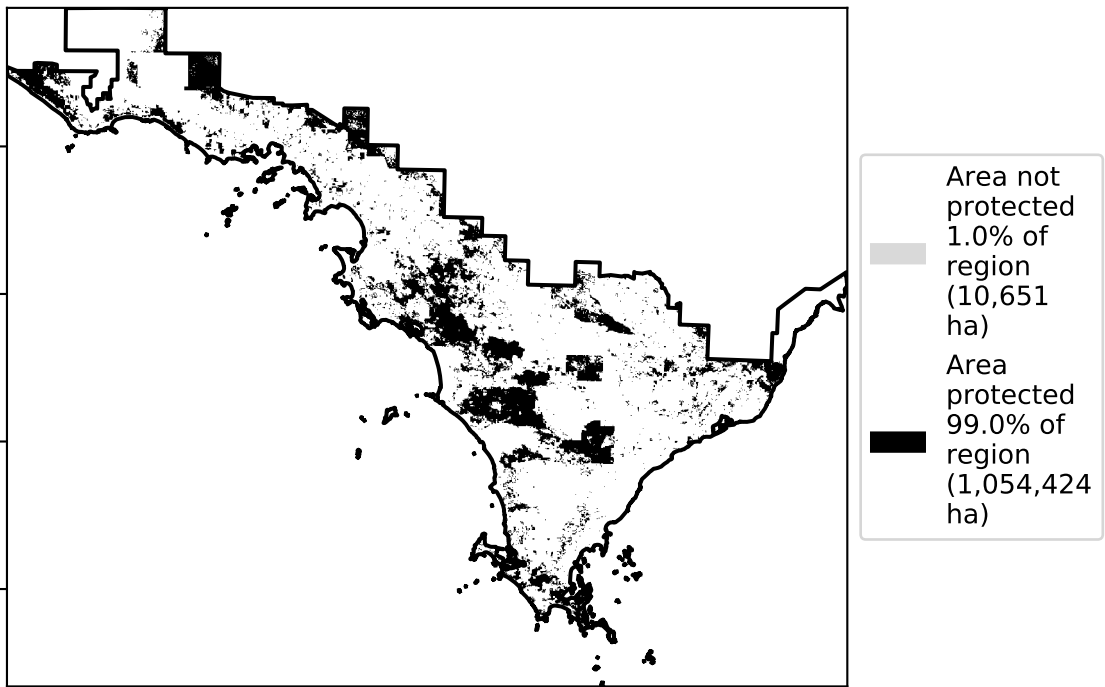 Area not
protected
1.0% of
region
(10,651
ha)
Area
protected
99.0% of
region
(1,054,424
ha)